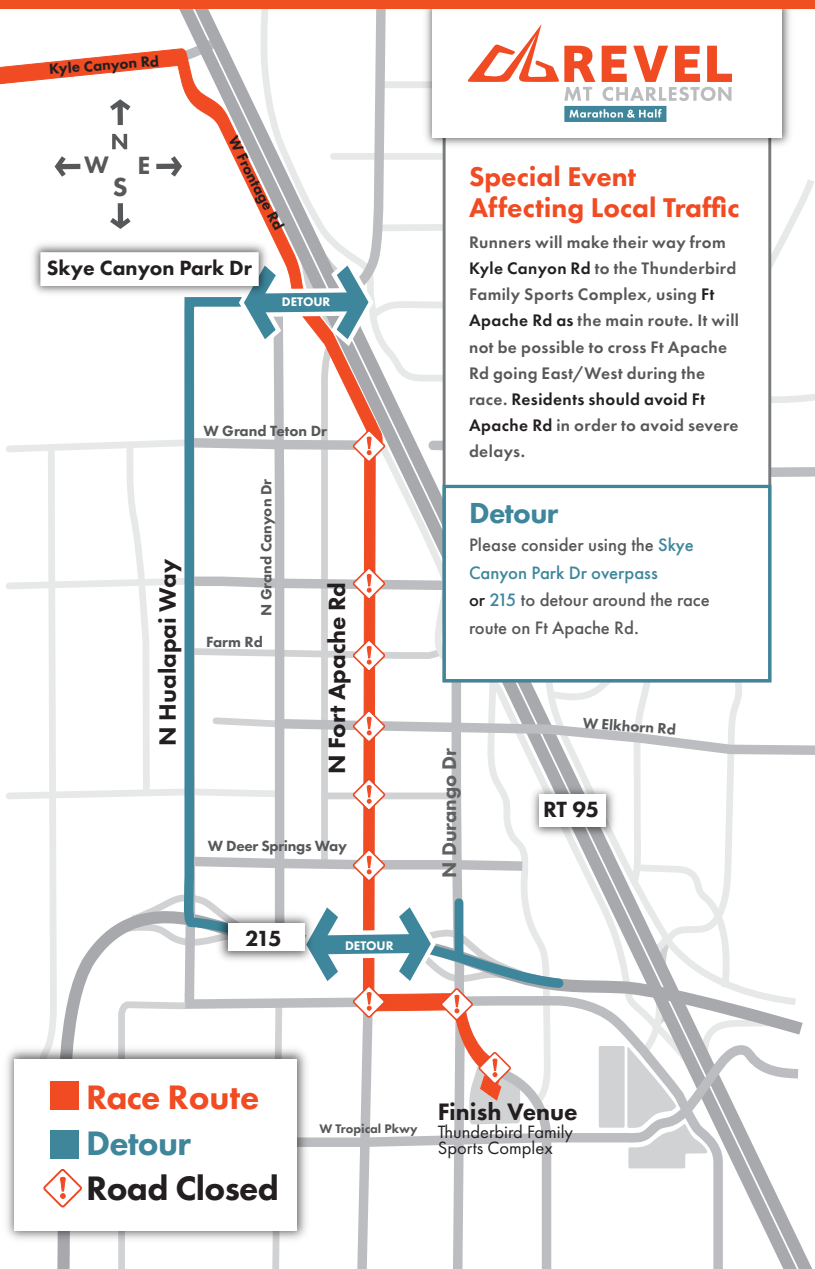 Kyle Canyon Rd
REVEL
MT CHARLESTON
Marathon & Half
N
W E
S
W Frontage Rd
Special Event
Affecting Local Traffic
Runners will make their way from
Kyle Canyon Rd to the Thunderbird
Family Sports Complex, using Ft
Apache Rd as the main route. It will
not be possible to cross Ft Apache
Rd going East/West during the
race. Residents should avoid Ft
Apache Rd in order to avoid severe
delays.
Skye Canyon Park Dr
DETOUR
W Grand Teton Dr
N Grand Canyon Dr
Detour
Please consider using the Skye
Canyon Park Dr overpass
or 215 to detour around the race
route on Ft Apache Rd.
N Hualapai Way
N Fort Apache Rd
Farm Rd
W Elkhorn Rd
N Durango Dr
RT 95
W Deer Springs Way
215
DETOUR
Race Route
Detour
Road Closed
Finish Venue
Thunderbird Family
Sports Complex
W Tropical Pkwy